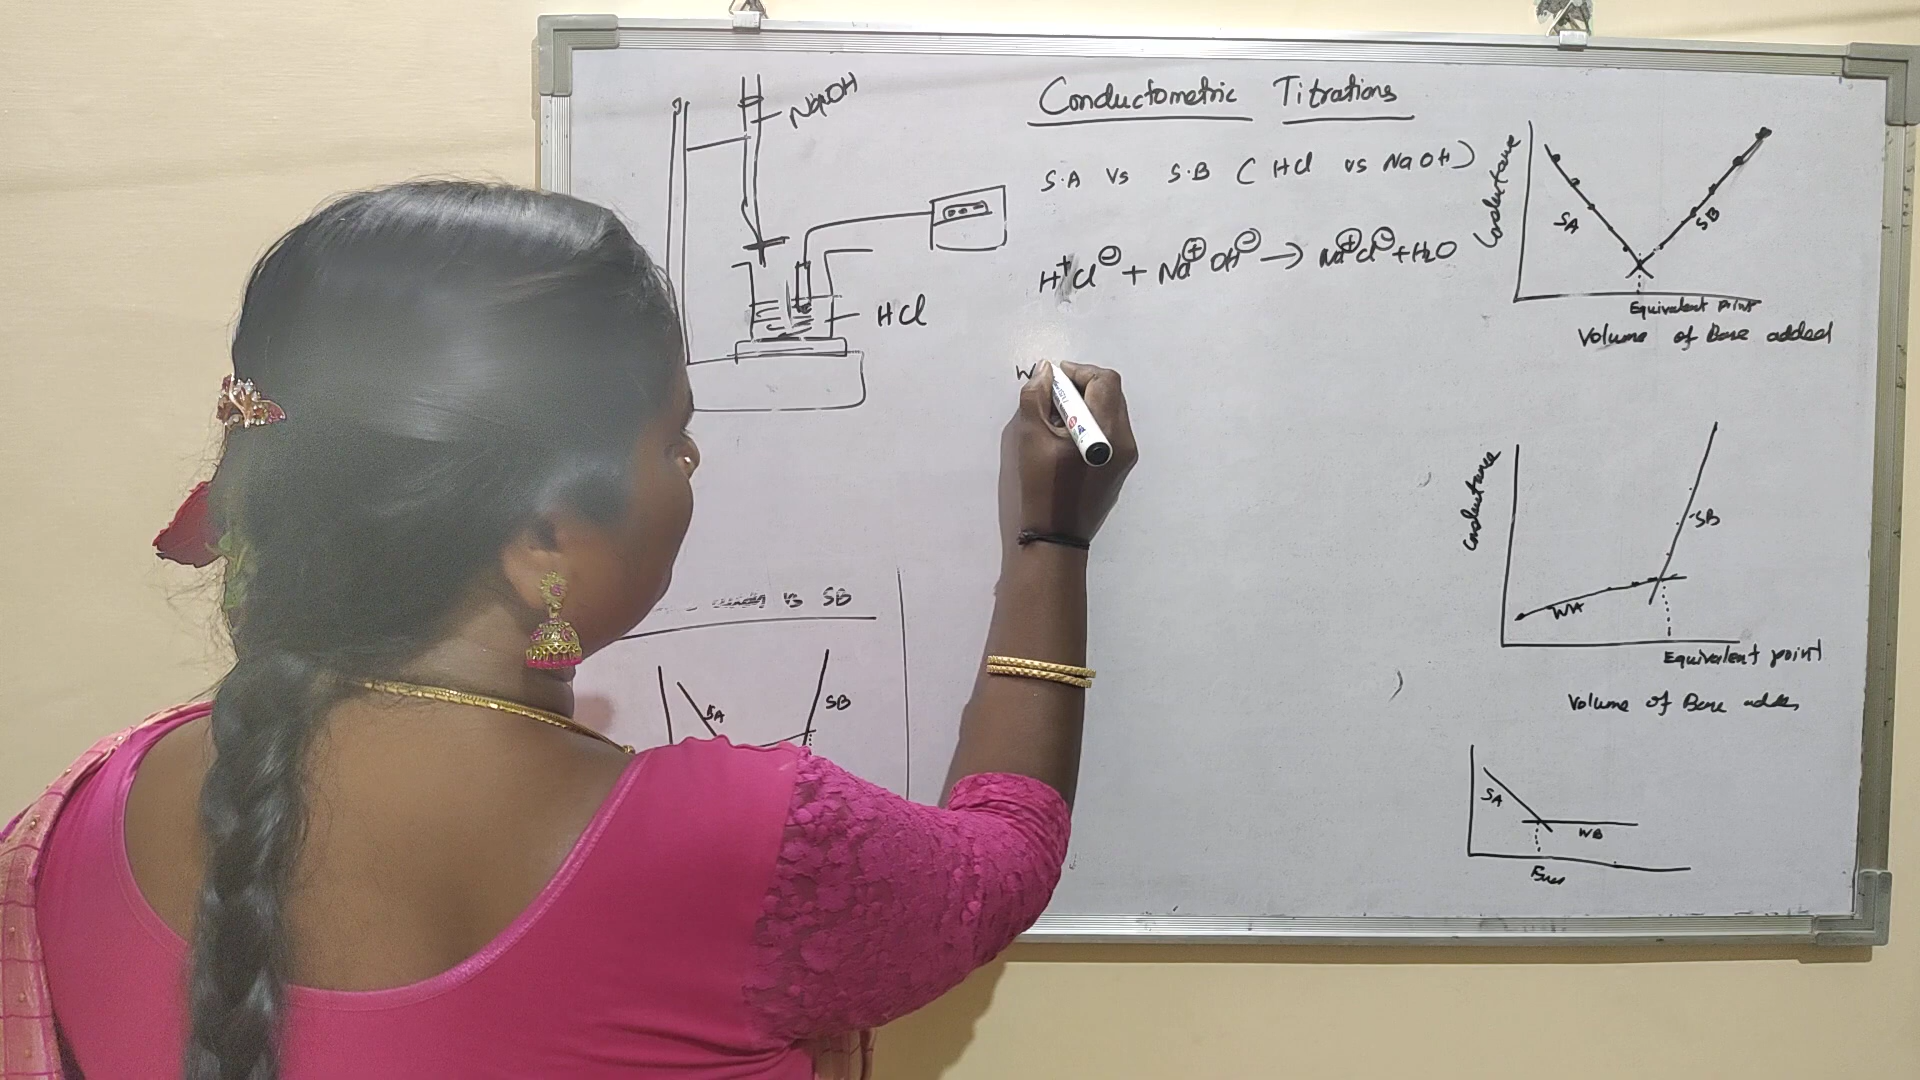 NaOH
HCl
Conductometric Titrations
S.A Vs S.B ( HCl vs NaOH)
H⁺Cl⊖ + Na⊕ OH⊖ → Na⊕Cl⊖ + H2O
W
Conductance
SA
SB
Equivalent point
Volume of Base added
Conductance
WA
SB
Equivalent point
Volume of Base
vs SB
SA
SB
SA
WB